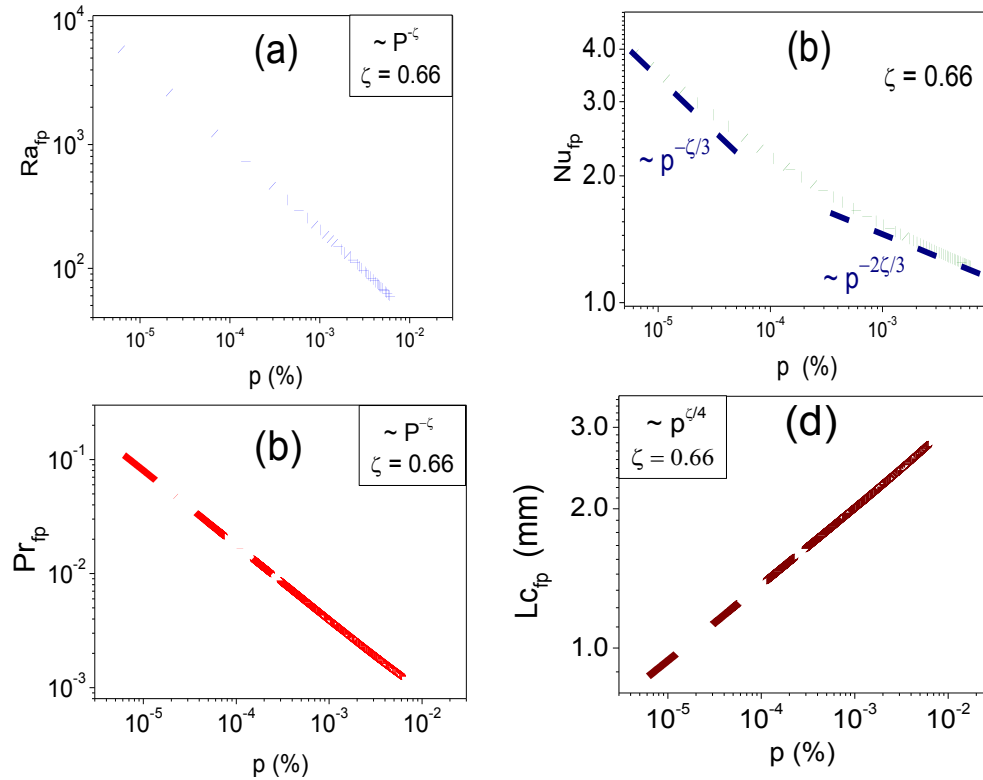 (a)
~ P^-ζ
ζ = 0.66
Ra_fp
10^4
10^3
10^2
10^-5
10^-4
10^-3
10^-2
p (%)
(b)
ζ = 0.66
Nu_fp
4.0
3.0
2.0
1.0
~ p^-ζ/3
~ p^-2ζ/3
10^-5
10^-4
10^-3
p (%)
(b)
~ P^-ζ
ζ = 0.66
Pr_fp
10^-1
10^-2
10^-3
10^-5
10^-4
10^-3
10^-2
p (%)
~ p^ζ/4
ζ = 0.66
(d)
Lc_fp (mm)
3.0
2.0
1.0
10^-5
10^-4
10^-3
10^-2
p (%)